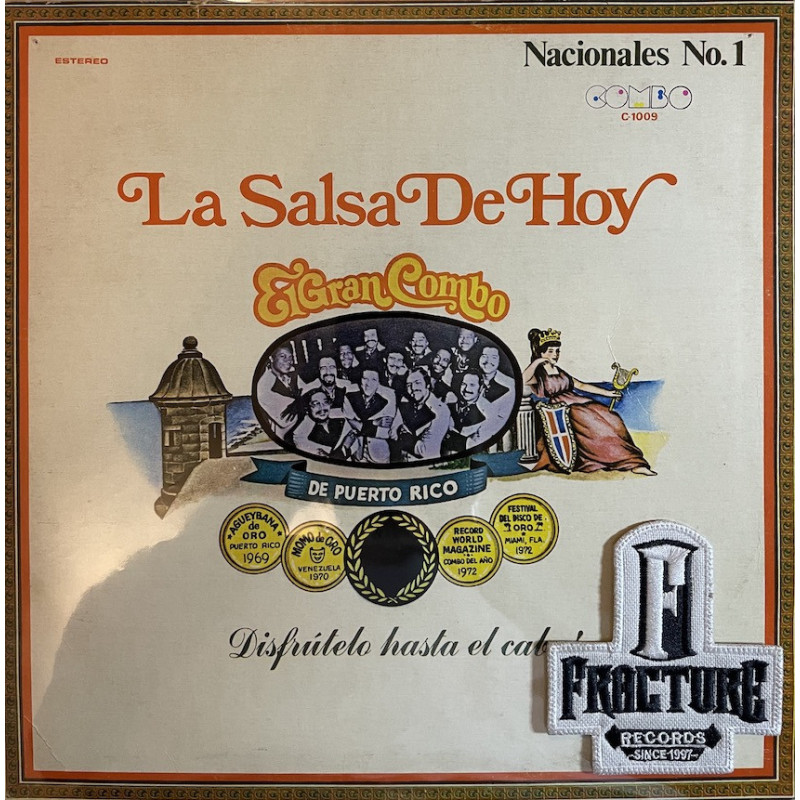 ESTEREO
Nacionales No. 1
COMBO
C-1009
La Salsa De Hoy
El Gran Combo
DE PUERTO RICO
AGUEYBANA
de
ORO
PUERTO RICO
1969
MOMO de ORO
VENEZUELA
1970
RECORD
WORLD
MAGAZINE
COMBO DEL AÑO
1972
FESTIVAL
DEL DISCO DE
ORO
MIAMI, FLA.
1972
Disfrútelo hasta el
F
FRACTURE
RECORDS
-SINCE 1997-